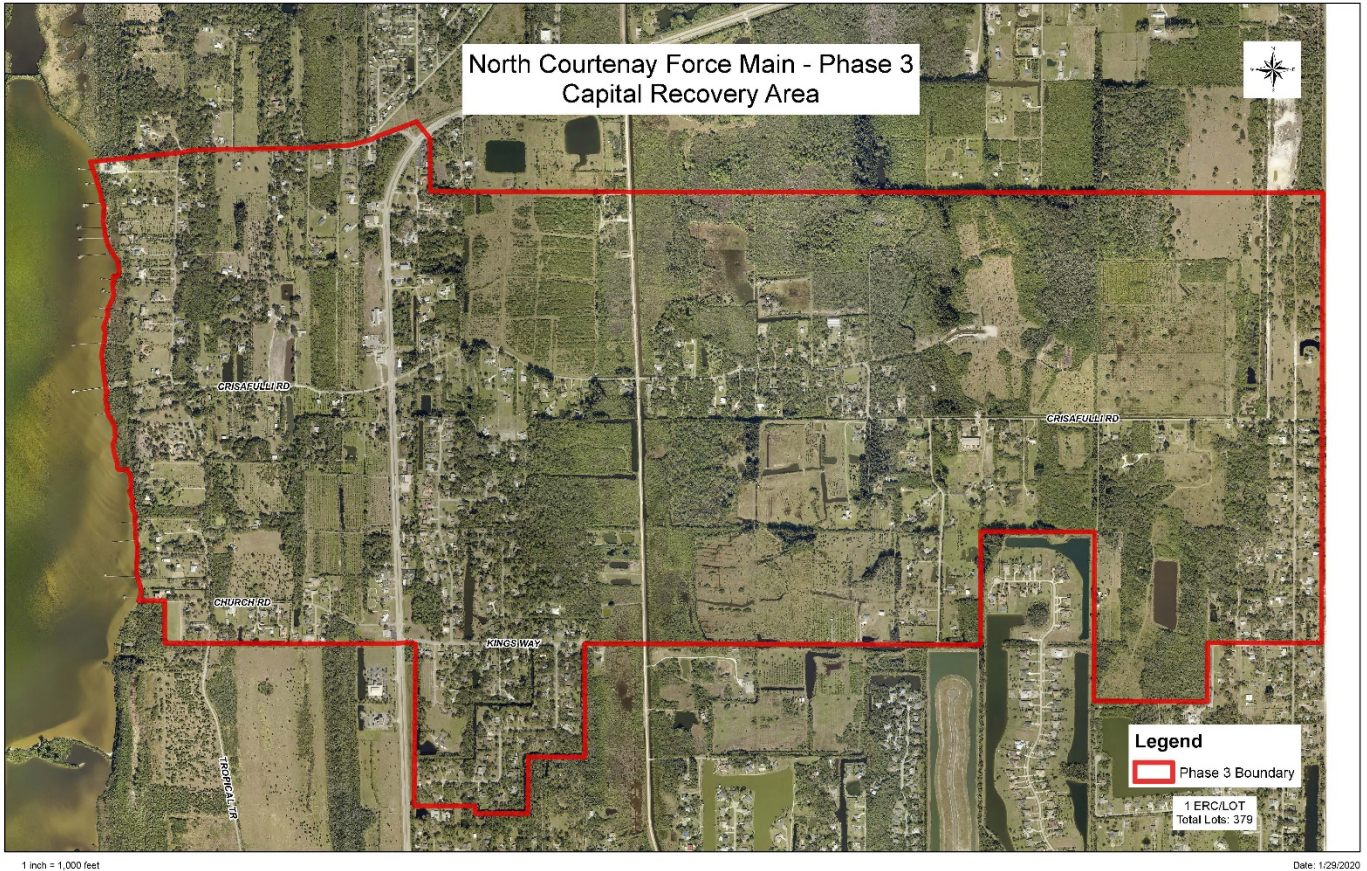 North Courtenay Force Main - Phase 3
Capital Recovery Area
CRISAFULLI RD
CRISAFULLI RD
CHURCH RD
KINGS WAY
TROPICAL TR
Legend
Phase 3 Boundary
1 ERC/LOT
Total Lots: 379
1 inch = 1,000 feet
Date: 1/29/2020